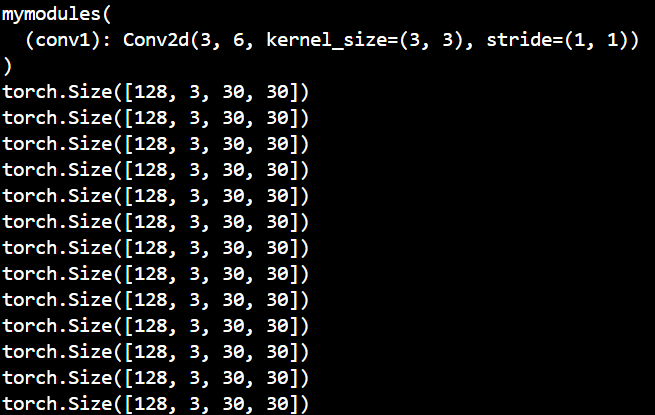 mymodules(
  (conv1): Conv2d(3, 6, kernel_size=(3, 3), stride=(1, 1))
)
torch.Size([128, 3, 30, 30])
torch.Size([128, 3, 30, 30])
torch.Size([128, 3, 30, 30])
torch.Size([128, 3, 30, 30])
torch.Size([128, 3, 30, 30])
torch.Size([128, 3, 30, 30])
torch.Size([128, 3, 30, 30])
torch.Size([128, 3, 30, 30])
torch.Size([128, 3, 30, 30])
torch.Size([128, 3, 30, 30])
torch.Size([128, 3, 30, 30])
torch.Size([128, 3, 30, 30])
torch.Size([128, 3, 30, 30])